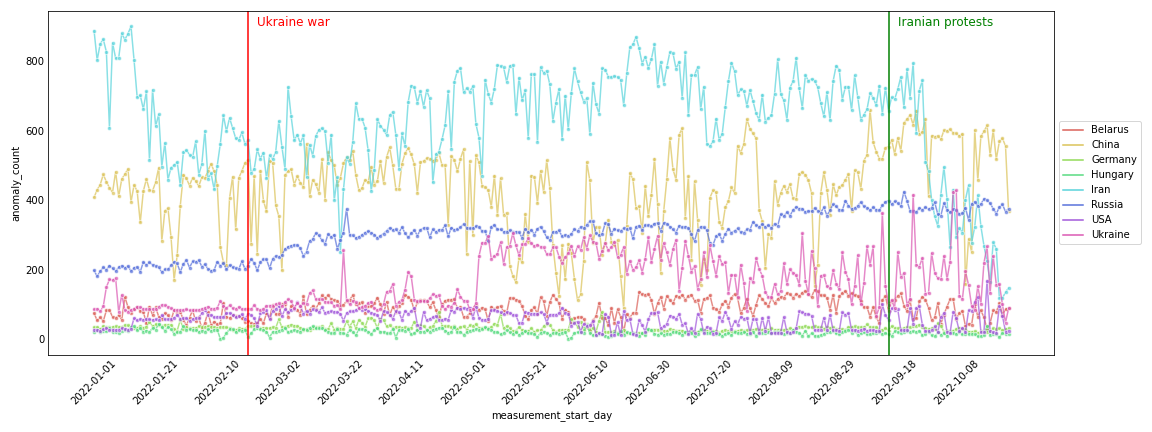 Ukraine war
Iranian protests
anomaly_count
800
600
400
200
0
Belarus
China
Germany
Hungary
Iran
Russia
USA
Ukraine
2022-01-01
2022-01-21
2022-02-10
2022-03-02
2022-03-22
2022-04-11
2022-05-01
2022-05-21
2022-06-10
2022-06-30
2022-07-20
2022-08-09
2022-08-29
2022-09-18
2022-10-08
measurement_start_day